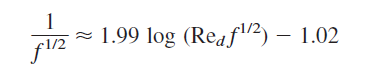 1/f^{1/2} ≈ 1.99 log (Re_d f^{1/2}) − 1.02